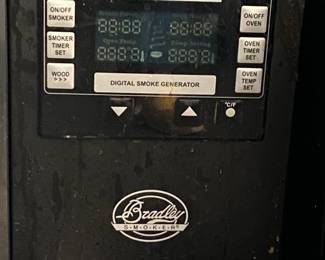 ON/OFF SMOKER
ON/OFF OVEN
SMOKER TIMER SET
OVEN TIMER SET
WOOD >>>
DIGITAL SMOKE GENERATOR
OVEN TEMP SET
°C/F
Bradley
SMOKER®